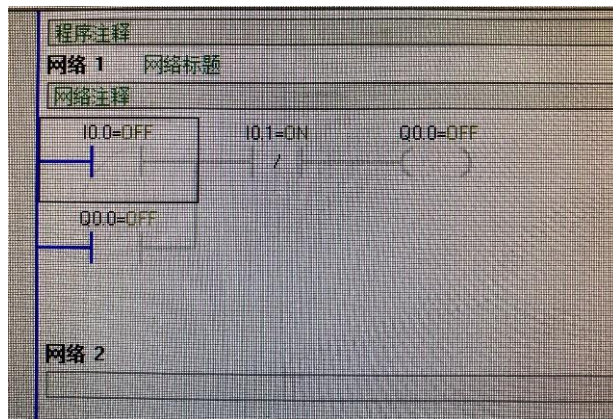 程序注释
网络 1 网络标题
网络注释
I0.0=OFF I0.1=ON Q0.0=OFF
Q0.0=OFF
网络 2